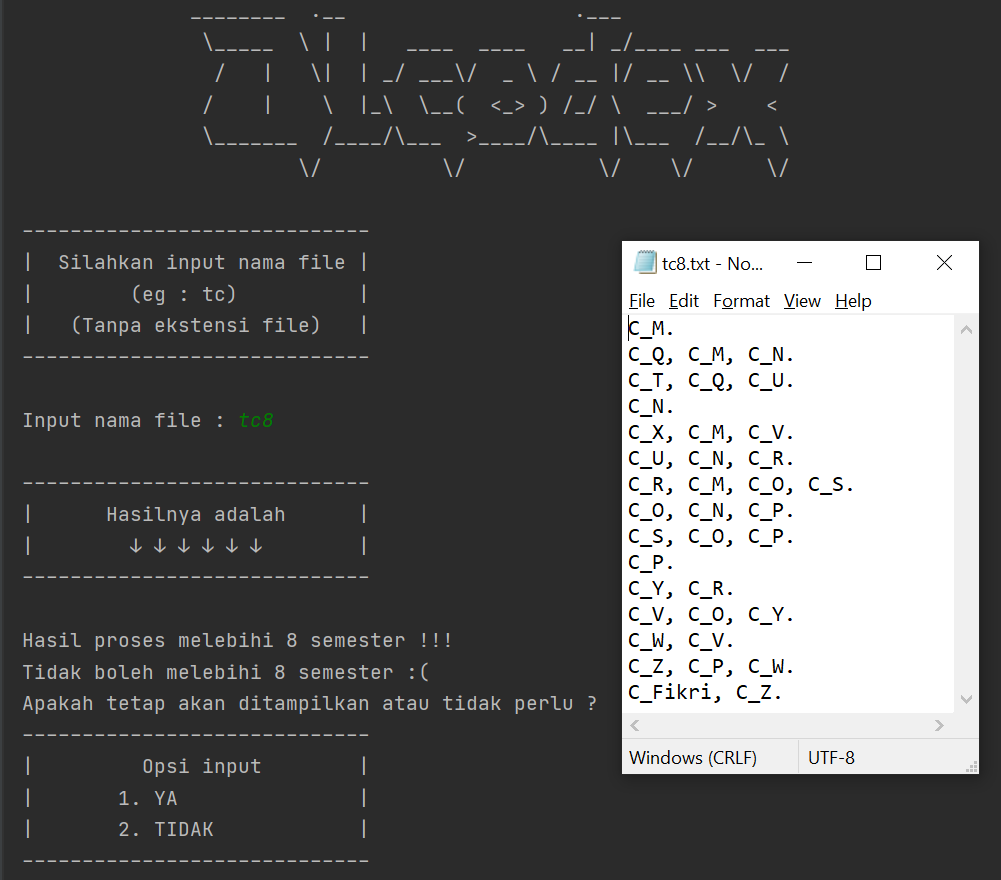 ________  .__                   .___
\_____  \ |  |   ____  ____   __| _/____ ___  ___
 /   |   \|  | _/ ___\/  _ \ / __ |/ __ \\  \/  /
/    |    \  |_\  \__(  <_> ) /_/ \  ___/ >    <
\_______  /____/\___  >____/\____ |\___  /__/\_ \
        \/          \/           \/    \/      \/
-----------------------------
|  Silahkan input nama file |
|        (eg : tc)          |
|   (Tanpa ekstensi file)   |
-----------------------------
Input nama file : tc8
-----------------------------
|      Hasilnya adalah      |
|        ↓ ↓ ↓ ↓ ↓ ↓        |
-----------------------------
Hasil proses melebihi 8 semester !!!
Tidak boleh melebihi 8 semester :(
Apakah tetap akan ditampilkan atau tidak perlu ?
-----------------------------
|         Opsi input        |
|       1. YA               |
|       2. TIDAK            |
-----------------------------
tc8.txt - No...
File Edit Format View Help
C_M.
C_Q, C_M, C_N.
C_T, C_Q, C_U.
C_N.
C_X, C_M, C_V.
C_U, C_N, C_R.
C_R, C_M, C_O, C_S.
C_O, C_N, C_P.
C_S, C_O, C_P.
C_P.
C_Y, C_R.
C_V, C_O, C_Y.
C_W, C_V.
C_Z, C_P, C_W.
C_Fikri, C_Z.
Windows (CRLF) UTF-8